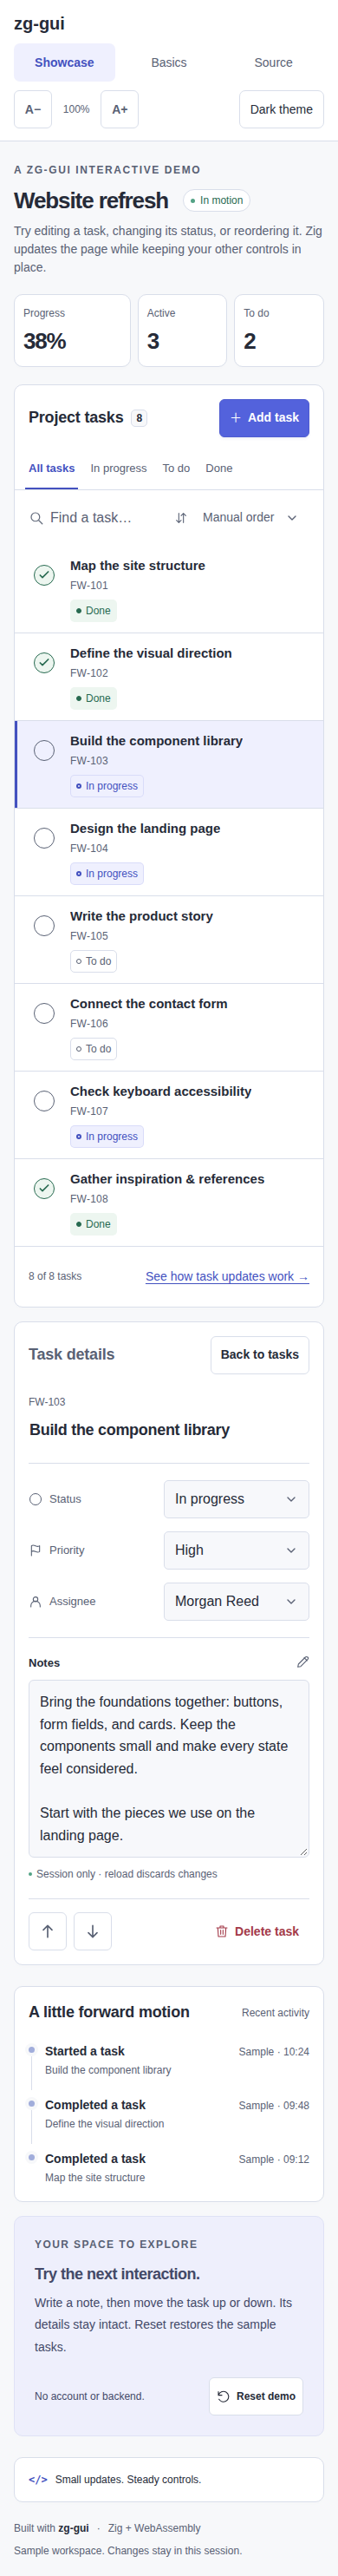 zg-gui
Showcase Basics Source
A− 100% A+ Dark theme
A ZG-GUI INTERACTIVE DEMO
Website refresh In motion
Try editing a task, changing its status, or reordering it. Zig
updates the page while keeping your other controls in
place.
Progress Active To do
38% 3 2
Project tasks 8 + Add task
All tasks In progress To do Done
Find a task… Manual order
Map the site structure
FW-101
Done
Define the visual direction
FW-102
Done
Build the component library
FW-103
In progress
Design the landing page
FW-104
In progress
Write the product story
FW-105
To do
Connect the contact form
FW-106
To do
Check keyboard accessibility
FW-107
In progress
Gather inspiration & references
FW-108
Done
8 of 8 tasks See how task updates work →
Task details Back to tasks
FW-103
Build the component library
Status In progress
Priority High
Assignee Morgan Reed
Notes
Bring the foundations together: buttons,
form fields, and cards. Keep the
components small and make every state
feel considered.
Start with the pieces we use on the
landing page.
Session only · reload discards changes
↑ ↓ Delete task
A little forward motion Recent activity
Started a task Sample · 10:24
Build the component library
Completed a task Sample · 09:48
Define the visual direction
Completed a task Sample · 09:12
Map the site structure
YOUR SPACE TO EXPLORE
Try the next interaction.
Write a note, then move the task up or down. Its
details stay intact. Reset restores the sample
tasks.
No account or backend. Reset demo
</> Small updates. Steady controls.
Built with zg-gui · Zig + WebAssembly
Sample workspace. Changes stay in this session.